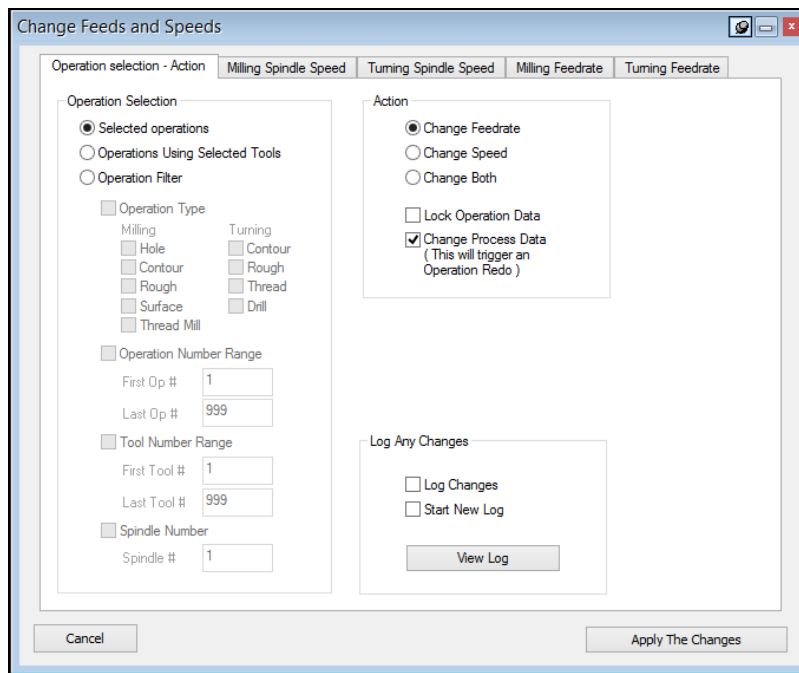 Change Feeds and Speeds
Operation selection - Action
Milling Spindle Speed
Turning Spindle Speed
Milling Feedrate
Turning Feedrate
Operation Selection
Selected operations
Operations Using Selected Tools
Operation Filter
Operation Type
Milling
Turning
Hole
Contour
Contour
Rough
Rough
Thread
Surface
Drill
Thread Mill
Operation Number Range
First Op #
1
Last Op #
999
Tool Number Range
First Tool #
1
Last Tool #
999
Spindle Number
Spindle #
1
Action
Change Feedrate
Change Speed
Change Both
Lock Operation Data
Change Process Data
( This will trigger an
Operation Redo )
Log Any Changes
Log Changes
Start New Log
View Log
Cancel
Apply The Changes